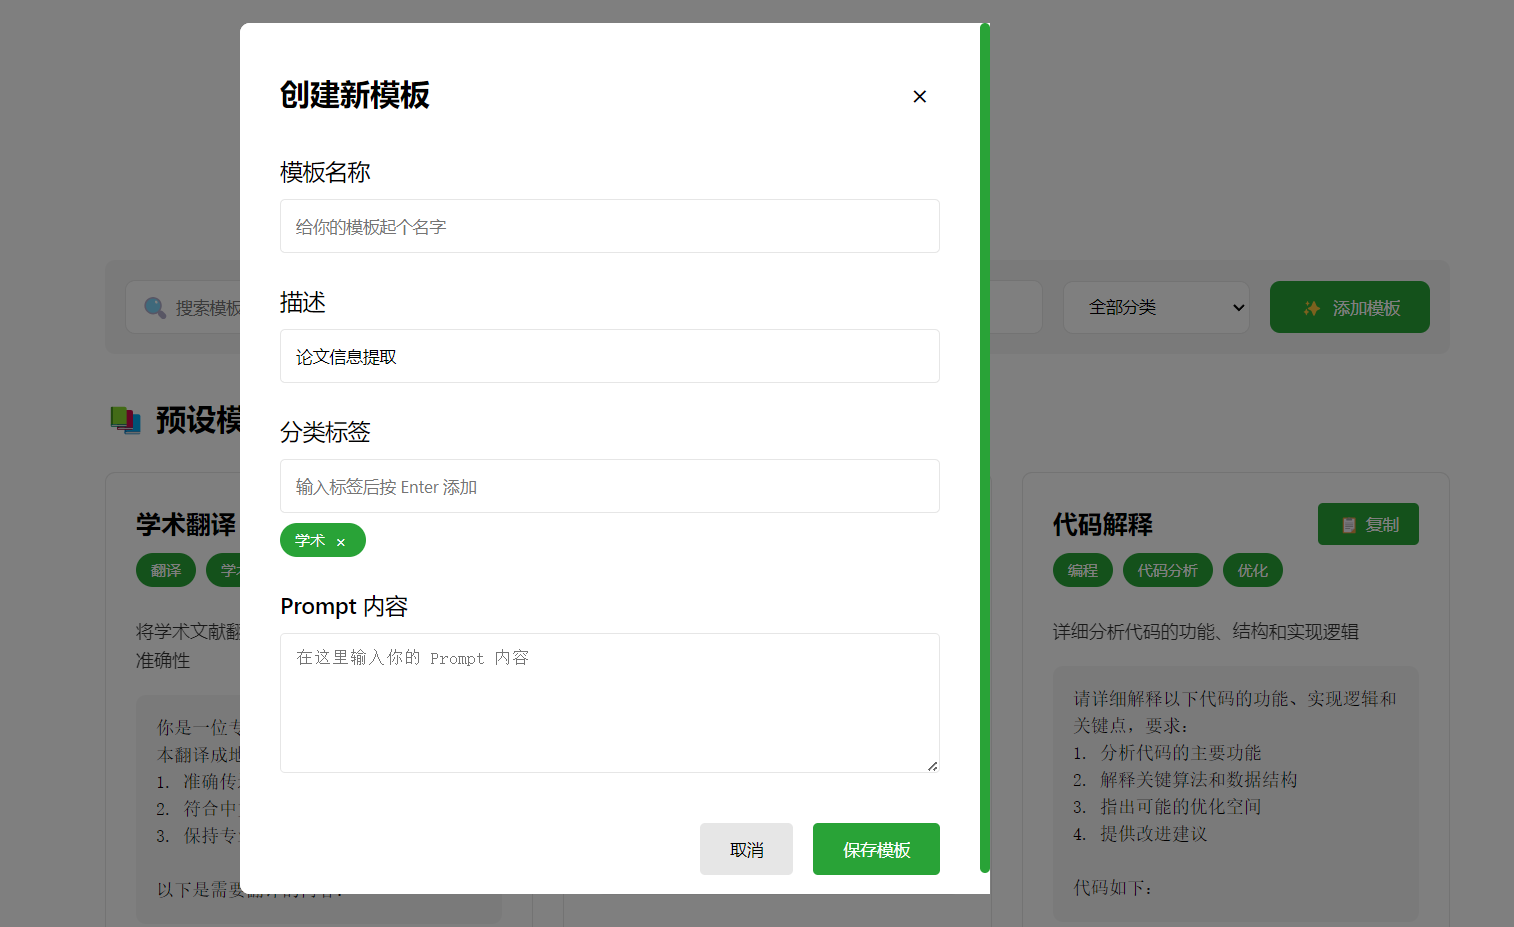 创建新模板
×
模板名称
给你的模板起个名字
描述
论文信息提取
分类标签
输入标签后按 Enter 添加
学术 ×
Prompt 内容
在这里输入你的 Prompt 内容
取消
保存模板
搜索模板
全部分类
添加模板
预设模
学术翻译
翻译
学术
将学术文献翻
准确性
你是一位专
本翻译成地
1. 准确传
2. 符合中
3. 保持专
以下是需要翻译的内容:
代码解释
复制
编程
代码分析
优化
详细分析代码的功能、结构和实现逻辑
请详细解释以下代码的功能、实现逻辑和
关键点，要求：
1. 分析代码的主要功能
2. 解释关键算法和数据结构
3. 指出可能的优化空间
4. 提供改进建议
代码如下：